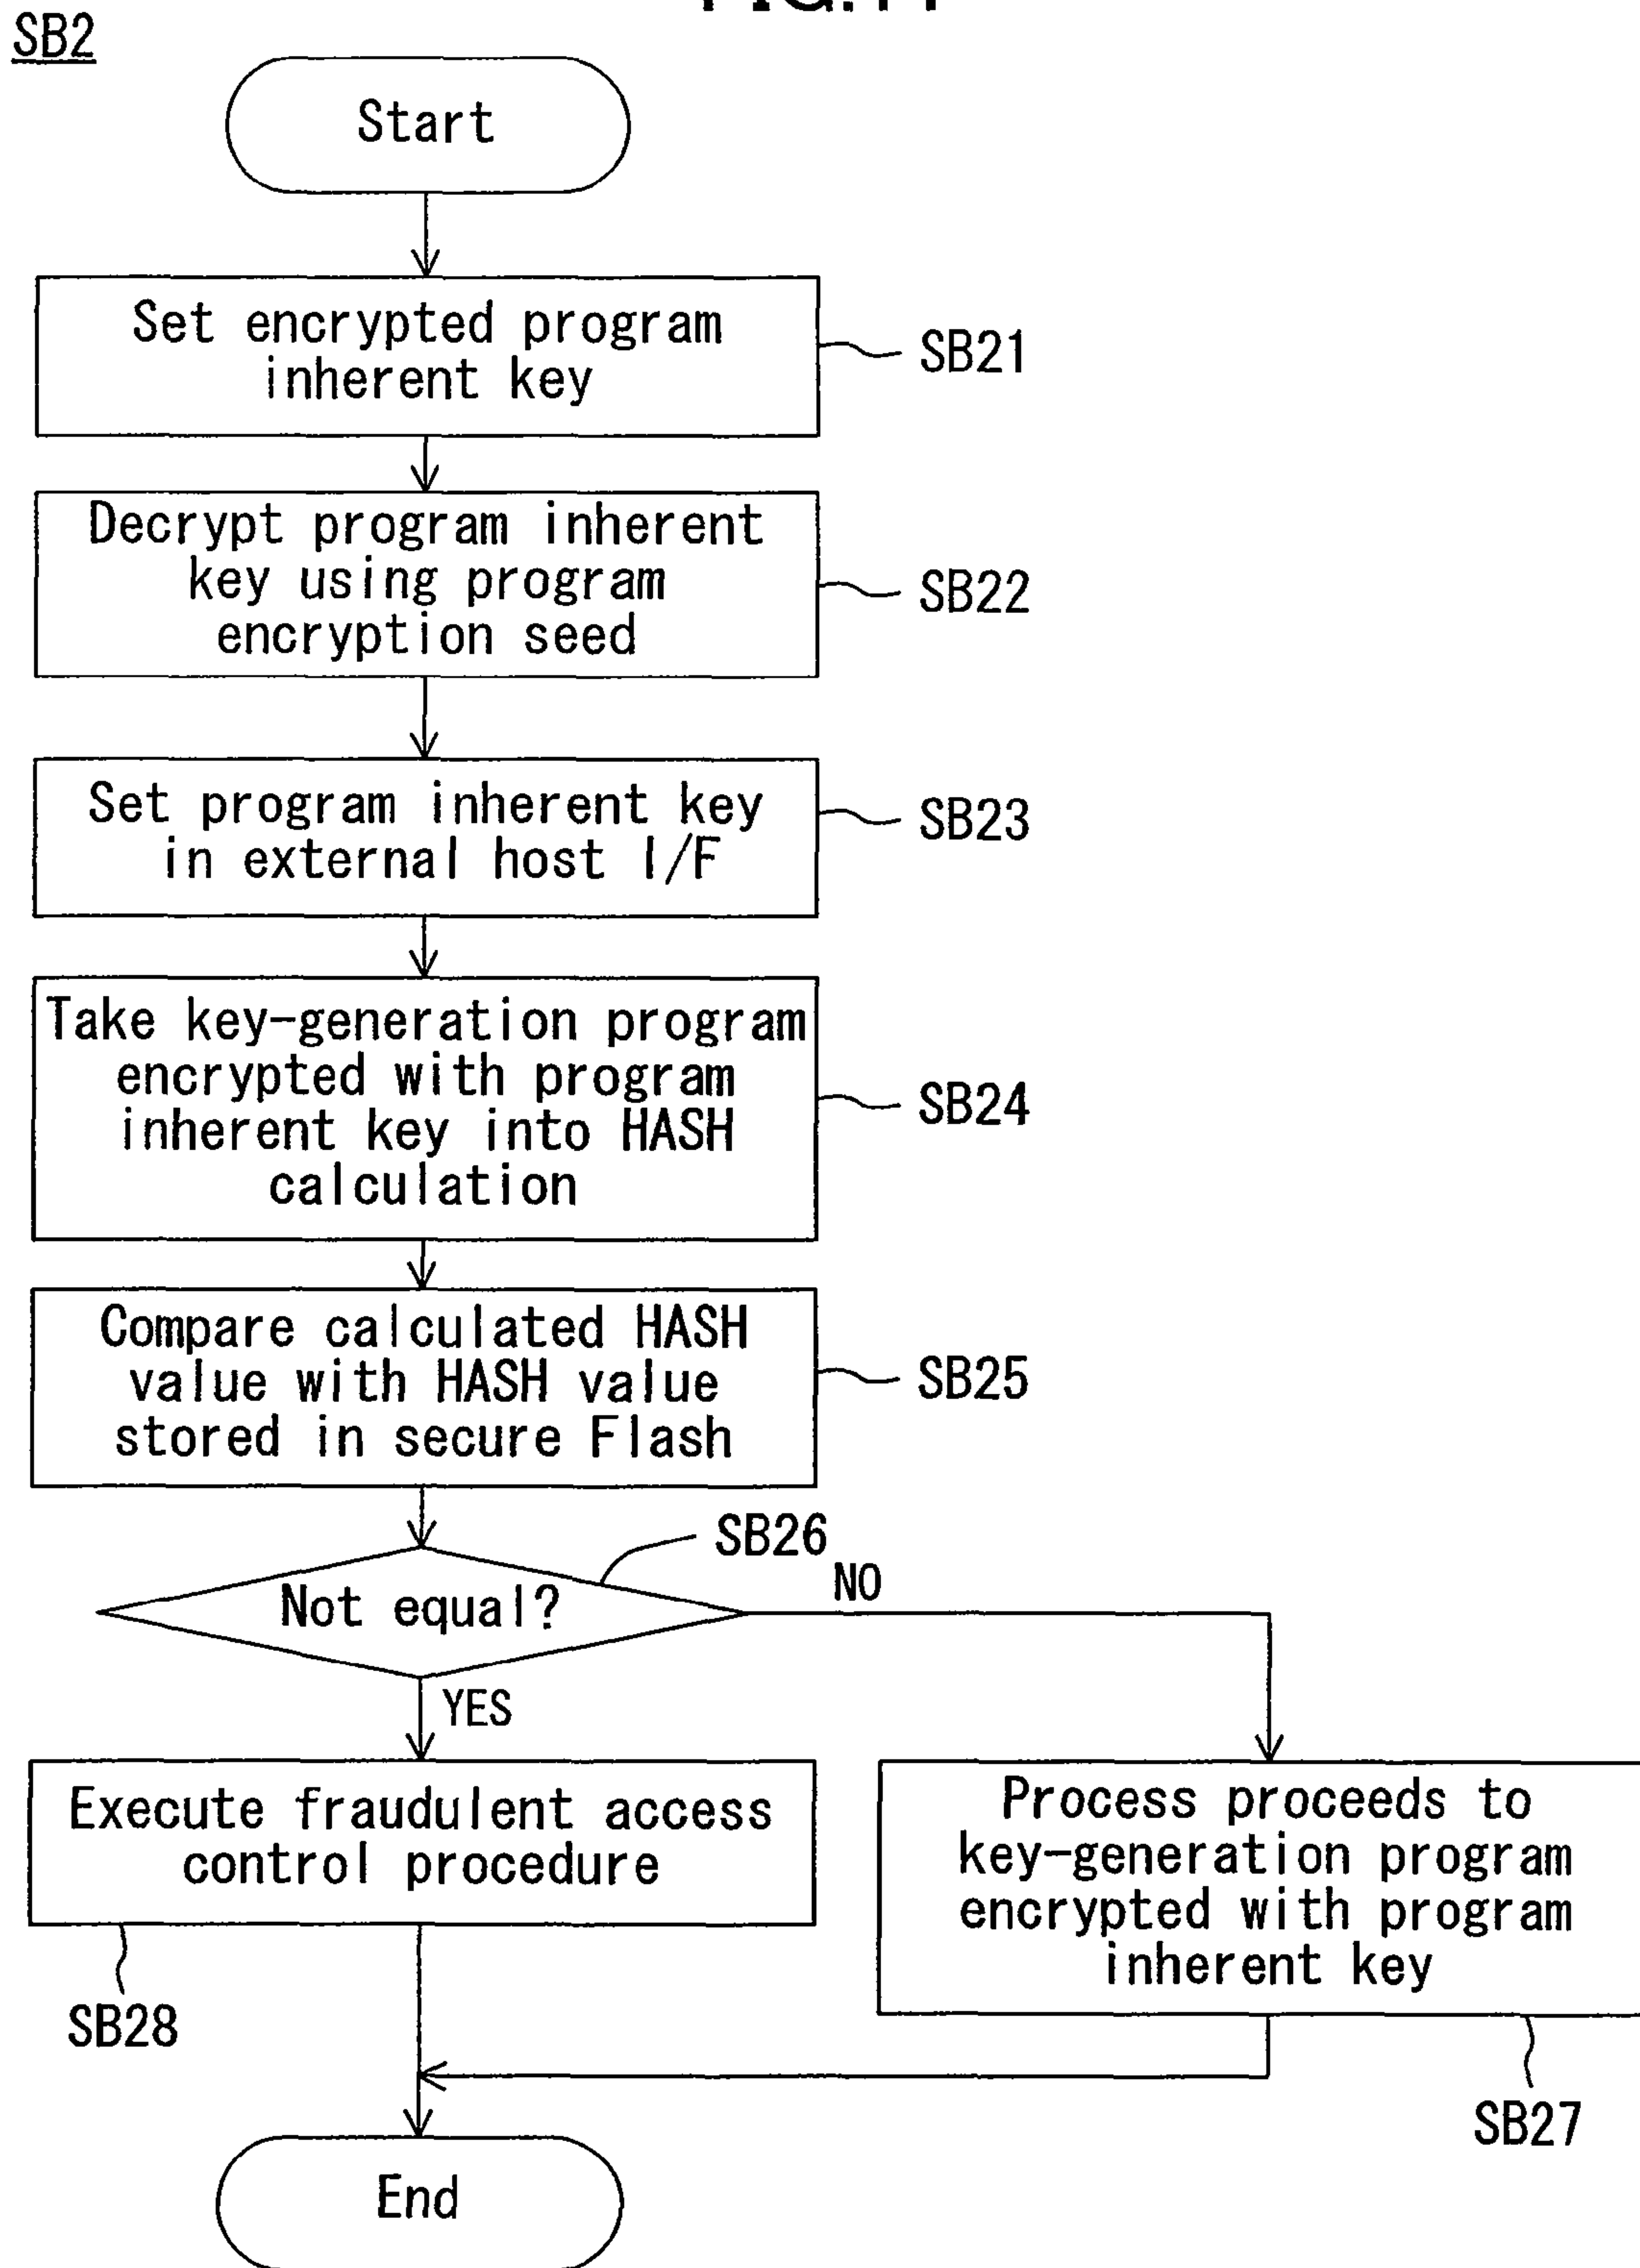 SB2
Start
Set encrypted program
inherent key
SB21
Decrypt program inherent
key using program
encryption seed
SB22
Set program inherent key
in external host I/F
SB23
Take key-generation program
encrypted with program
inherent key into HASH
calculation
SB24
Compare calculated HASH
value with HASH value
stored in secure Flash
SB25
SB26
Not equal?
NO
YES
Execute fraudulent access
control procedure
SB28
Process proceeds to
key-generation program
encrypted with program
inherent key
SB27
End